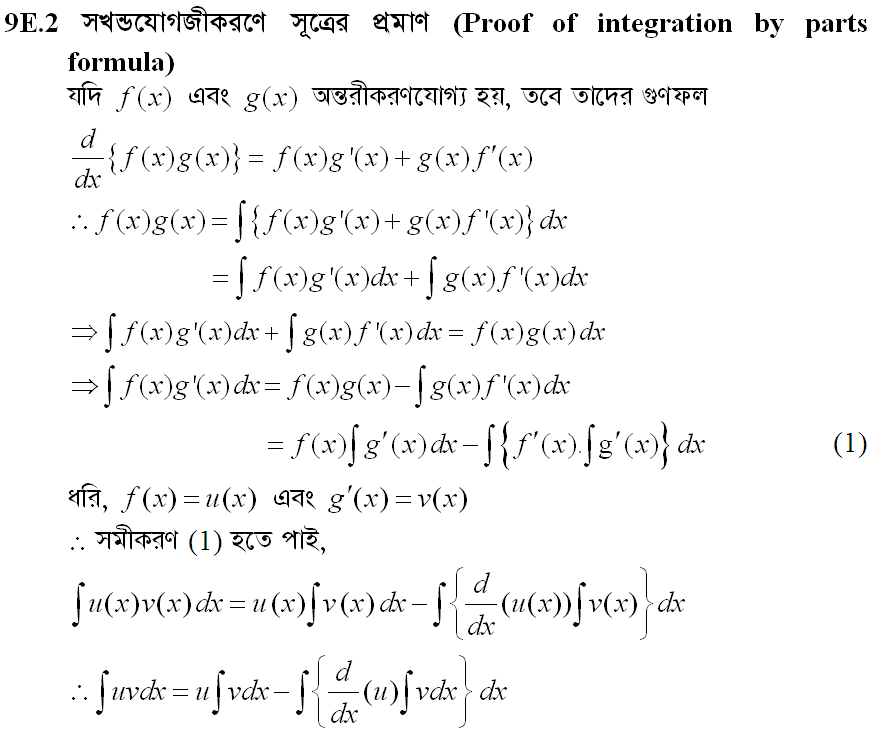 9E.2 সখন্ডযোগজীকরণে সূত্রের প্রমাণ (Proof of integration by parts
formula)
যদি f(x) এবং g(x) অন্তরীকরণযোগ্য হয়, তবে তাদের গুণফল
d/dx{f(x)g(x)} = f(x)g'(x) + g(x)f'(x)
∴ f(x)g(x) = ∫{f(x)g'(x) + g(x)f'(x)}dx
= ∫f(x)g'(x)dx + ∫g(x)f'(x)dx
⇒ ∫f(x)g'(x)dx + ∫g(x)f'(x)dx = f(x)g(x)dx
⇒ ∫f(x)g'(x)dx = f(x)g(x) − ∫g(x)f'(x)dx
= f(x)∫g′(x)dx − ∫{f′(x).∫g′(x)}dx (1)
ধরি, f(x) = u(x) এবং g′(x) = v(x)
∴ সমীকরণ (1) হতে পাই,
∫u(x)v(x)dx = u(x)∫v(x)dx − ∫{d/dx(u(x))∫v(x)}dx
∴ ∫uvdx = u∫vdx − ∫{d/dx(u)∫vdx}dx